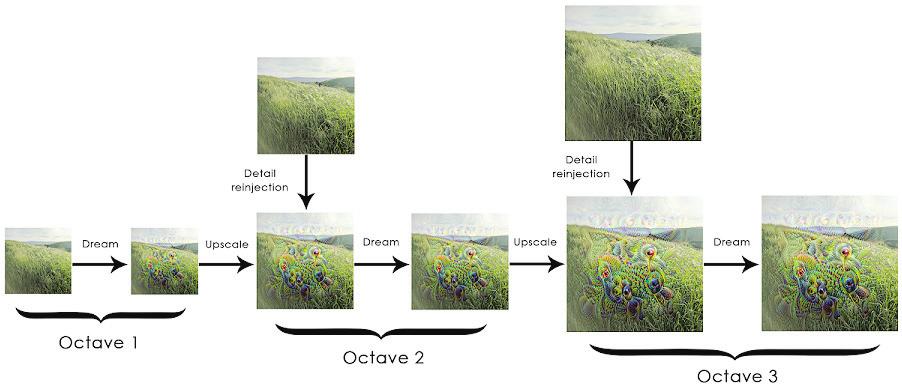 Detail
reinjection
Detail
reinjection
Dream
Upscale
Dream
Upscale
Dream
Octave 1
Octave 2
Octave 3